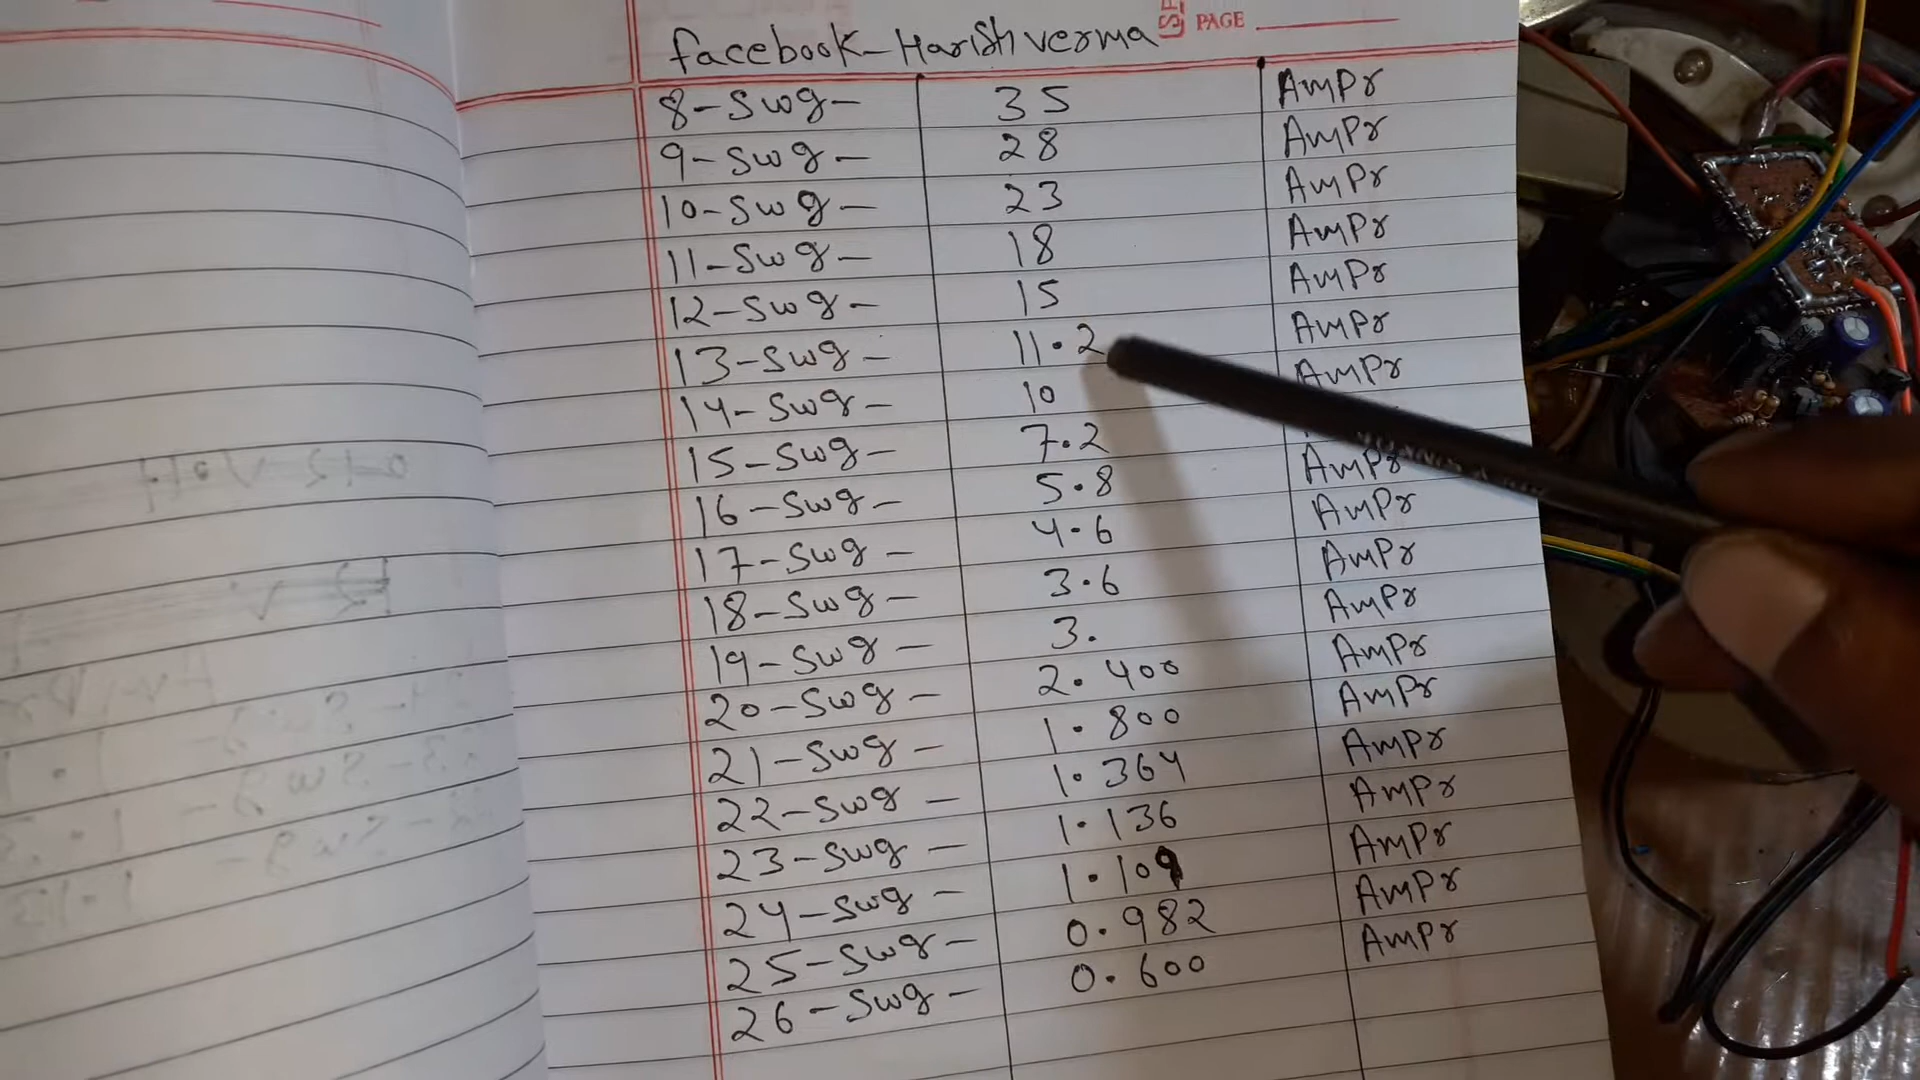 PAGE
facebook-Harish verma
8-swg- 35 Ampr
9-swg- 28 Ampr
10-swg- 23 Ampr
11-swg- 18 Ampr
12-swg- 15 Ampr
13-swg- 11.2 Ampr
14-swg- 10 Ampr
15-swg- 7.2
16-swg- 5.8 Ampr
17-swg- 4.6 Ampr
18-swg- 3.6 Ampr
19-swg- 3. Ampr
20-swg- 2.400 Ampr
21-swg- 1.800 Ampr
22-swg- 1.364 Ampr
23-swg- 1.136 Ampr
24-swg- 1.109 Ampr
25-swg- 0.982 Ampr
26-swg- 0.600 Ampr